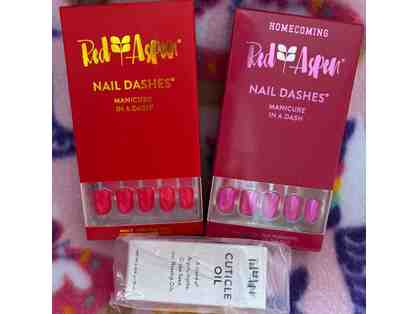 Red Aspen
NAIL DASHES®
MANICURE
IN A DASH
HOMECOMING
Red Aspen
NAIL DASHES®
MANICURE
IN A DASH
CUTICLE
OIL